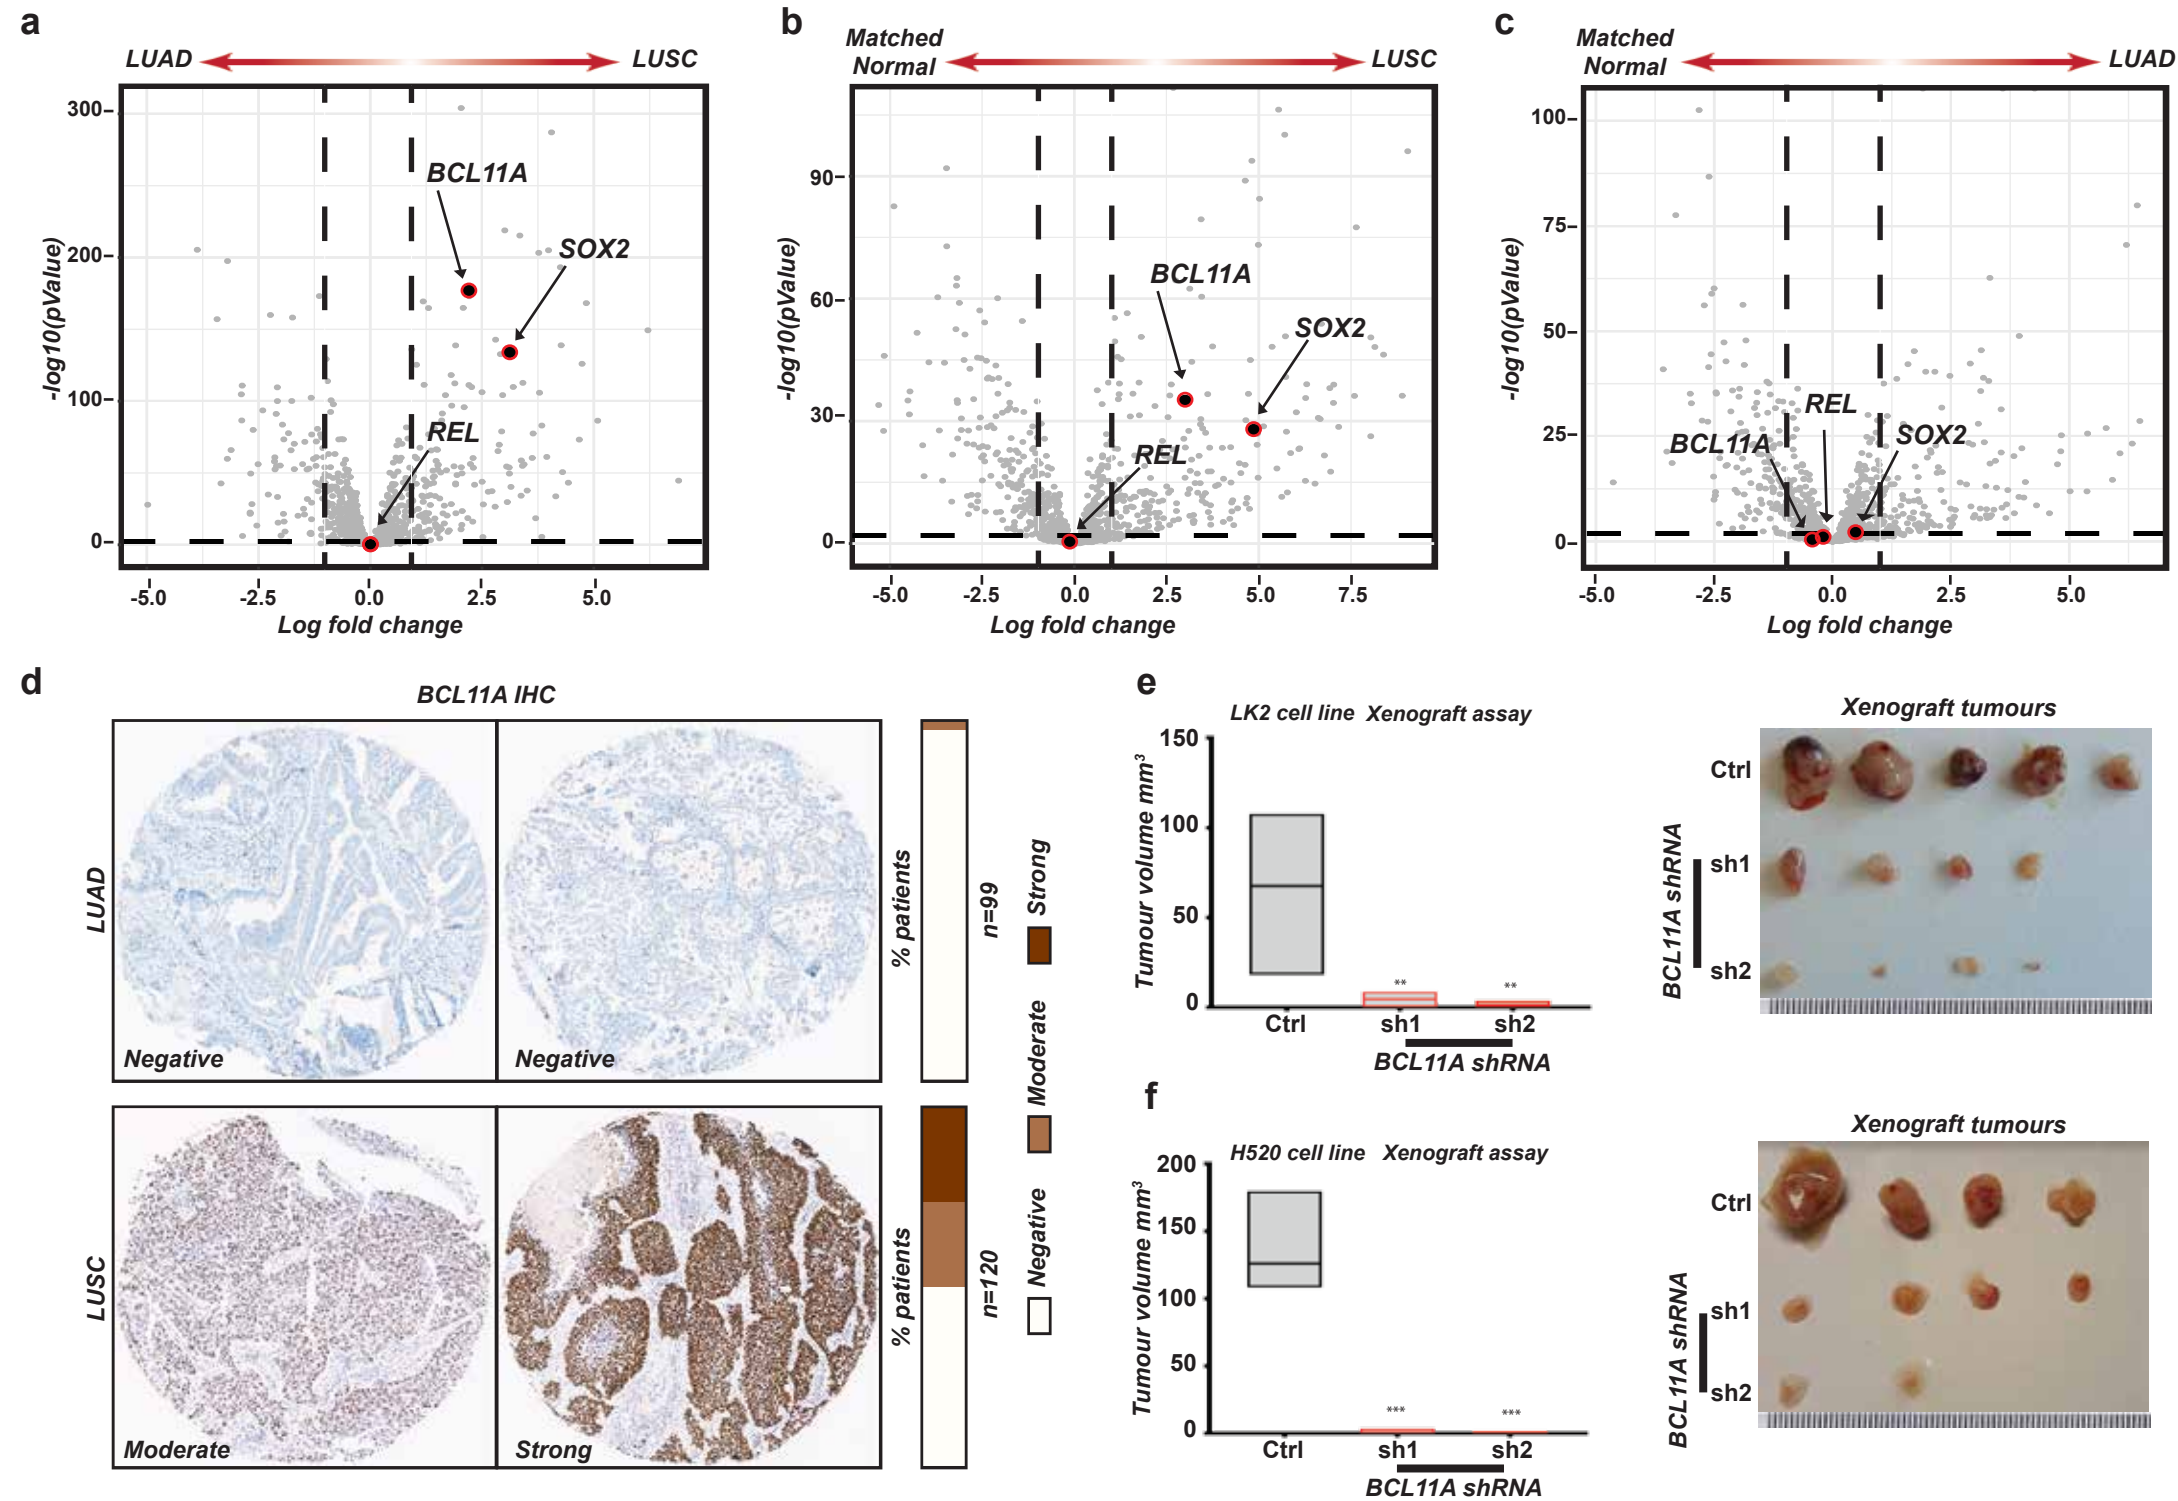 a
LUAD
LUSC
300
200
100
0
-log10(pValue)
BCL11A
SOX2
REL
-5.0
-2.5
0.0
2.5
5.0
Log fold change
b
Matched
Normal
LUSC
90
60
30
0
-log10(pValue)
BCL11A
SOX2
REL
-5.0
-2.5
0.0
2.5
5.0
7.5
Log fold change
c
Matched
Normal
LUAD
100
75
50
25
0
-log10(pValue)
BCL11A
REL
SOX2
-5.0
-2.5
0.0
2.5
5.0
Log fold change
d
BCL11A IHC
LUAD
Negative
Negative
% patients
n=99
LUSC
Moderate
Strong
% patients
n=120
Strong
Moderate
Negative
e
LK2 cell line Xenograft assay
Tumour volume mm³
150
100
50
0
**
**
Ctrl
sh1
sh2
BCL11A shRNA
Xenograft tumours
Ctrl
sh1
sh2
BCL11A shRNA
f
H520 cell line Xenograft assay
Tumour volume mm³
200
150
100
50
0
***
***
Ctrl
sh1
sh2
BCL11A shRNA
Xenograft tumours
Ctrl
sh1
sh2
BCL11A shRNA